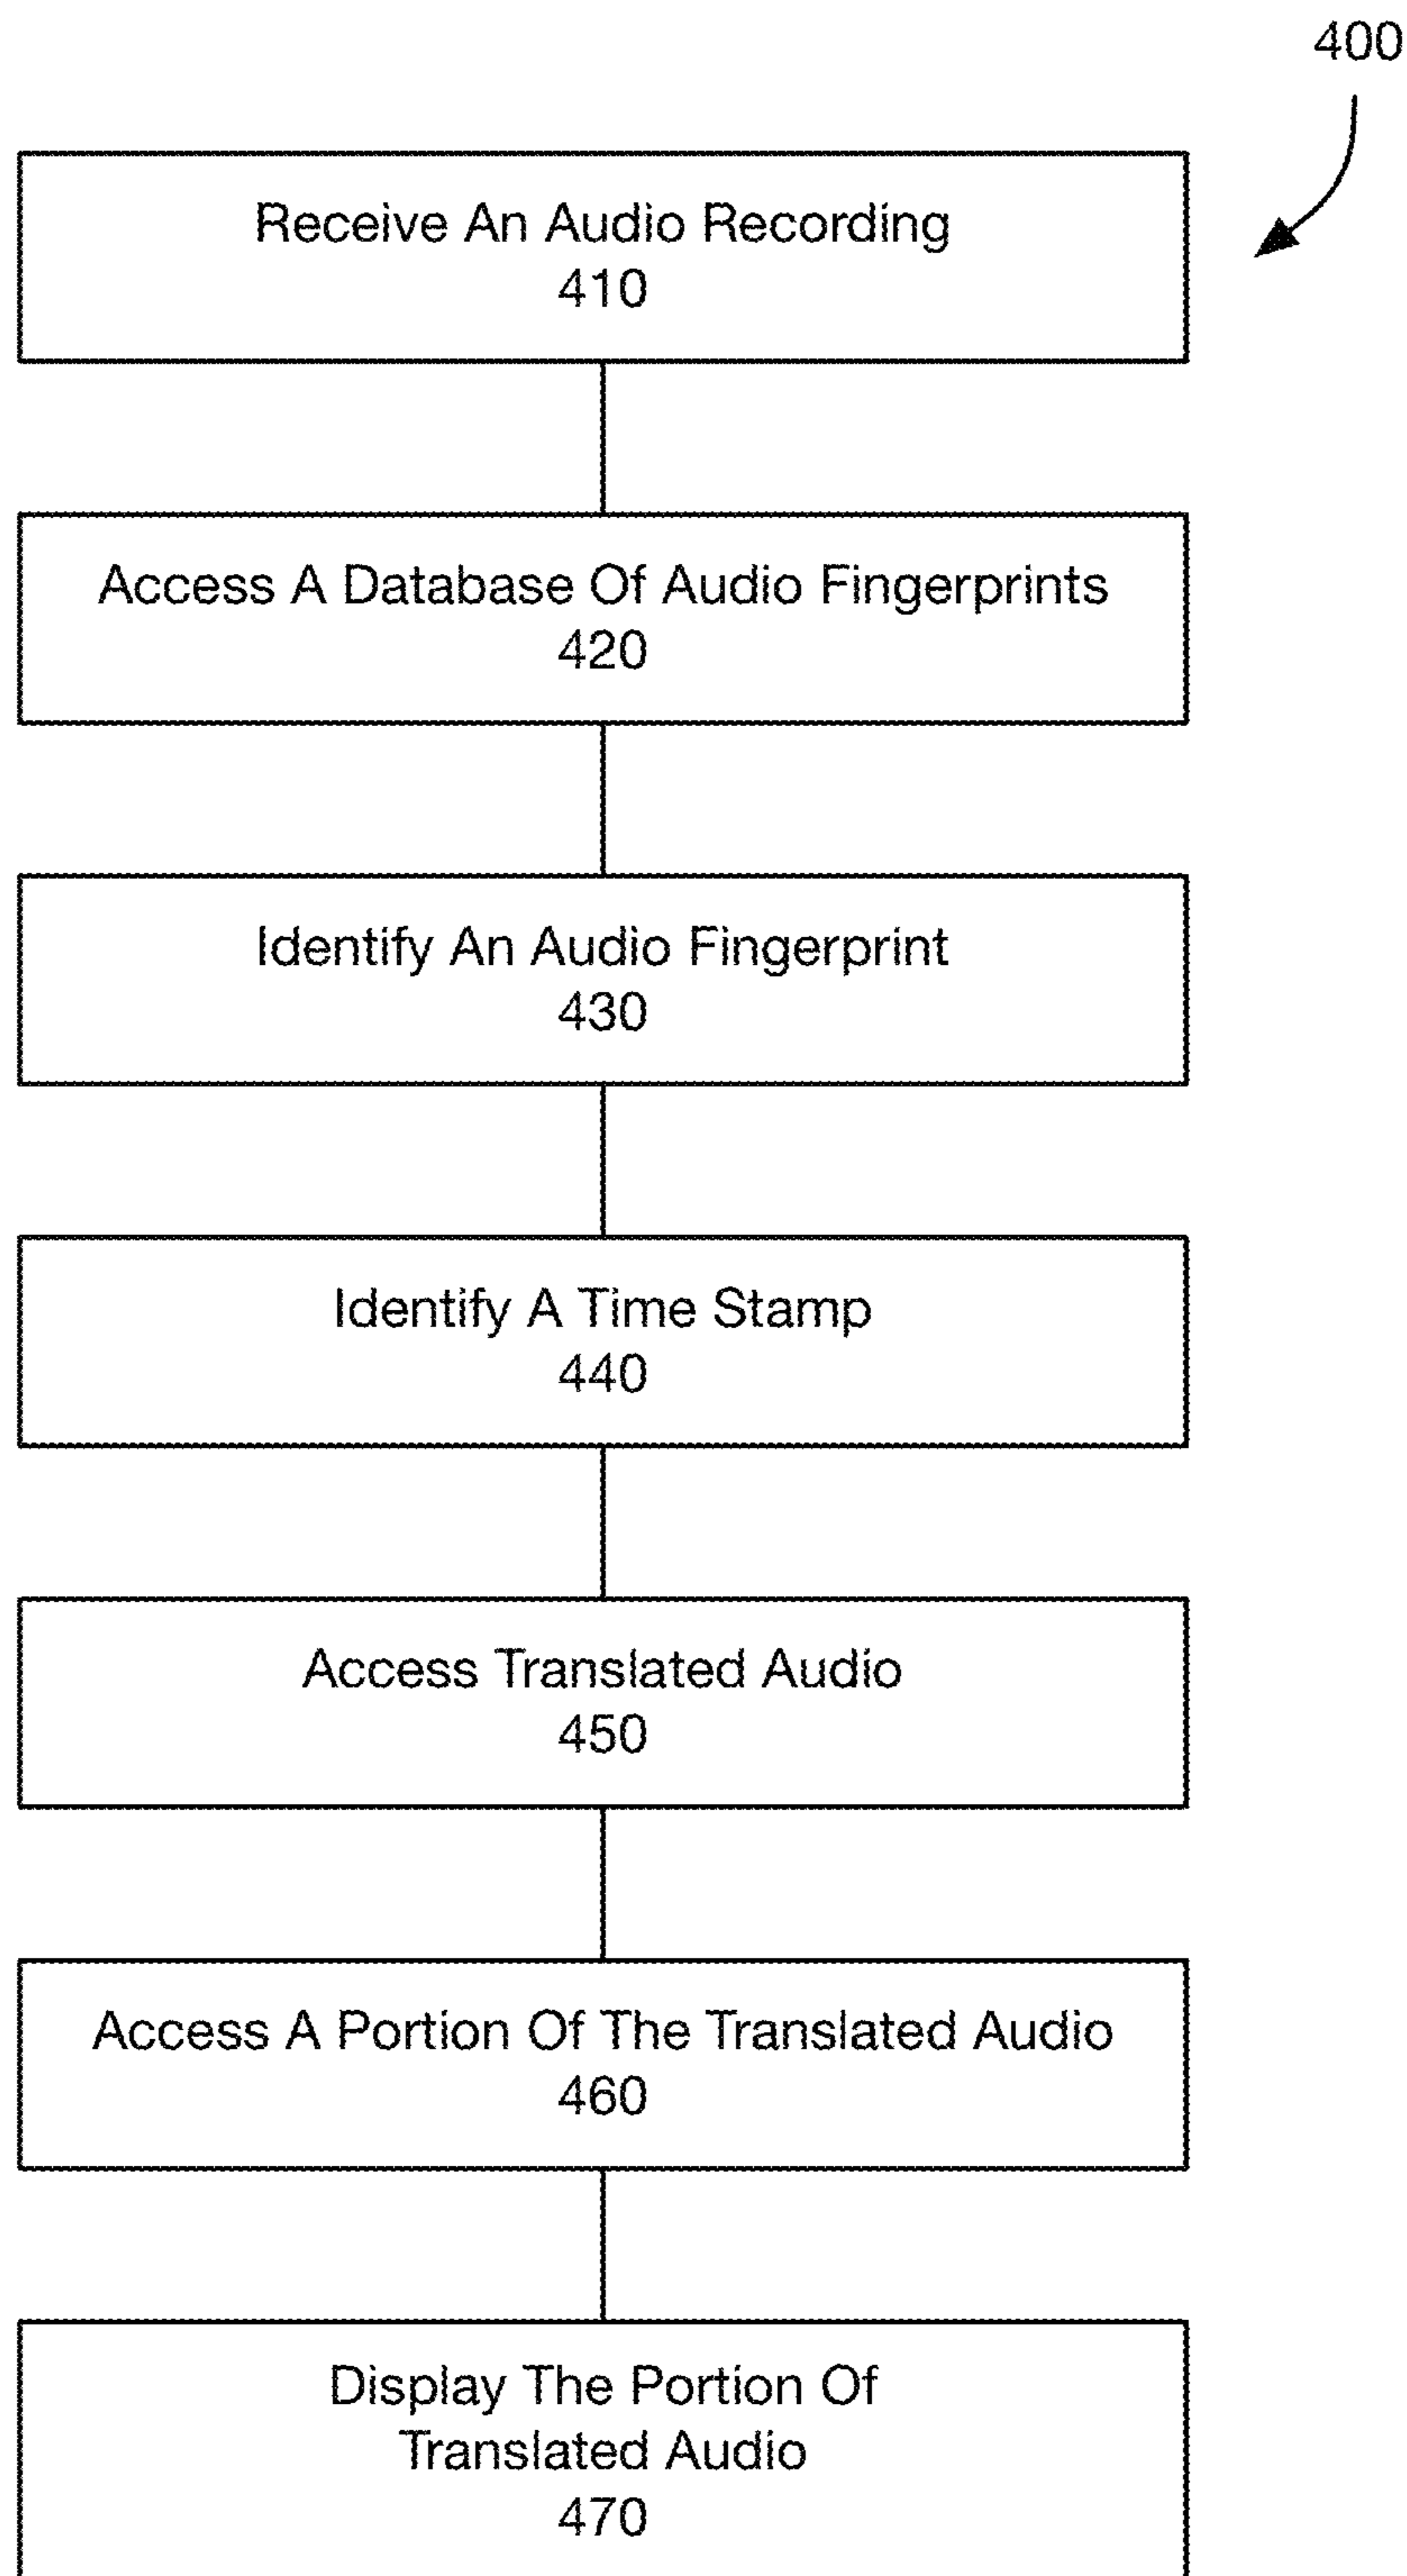 400
Receive An Audio Recording
410
Access A Database Of Audio Fingerprints
420
Identify An Audio Fingerprint
430
Identify A Time Stamp
440
Access Translated Audio
450
Access A Portion Of The Translated Audio
460
Display The Portion Of
Translated Audio
470